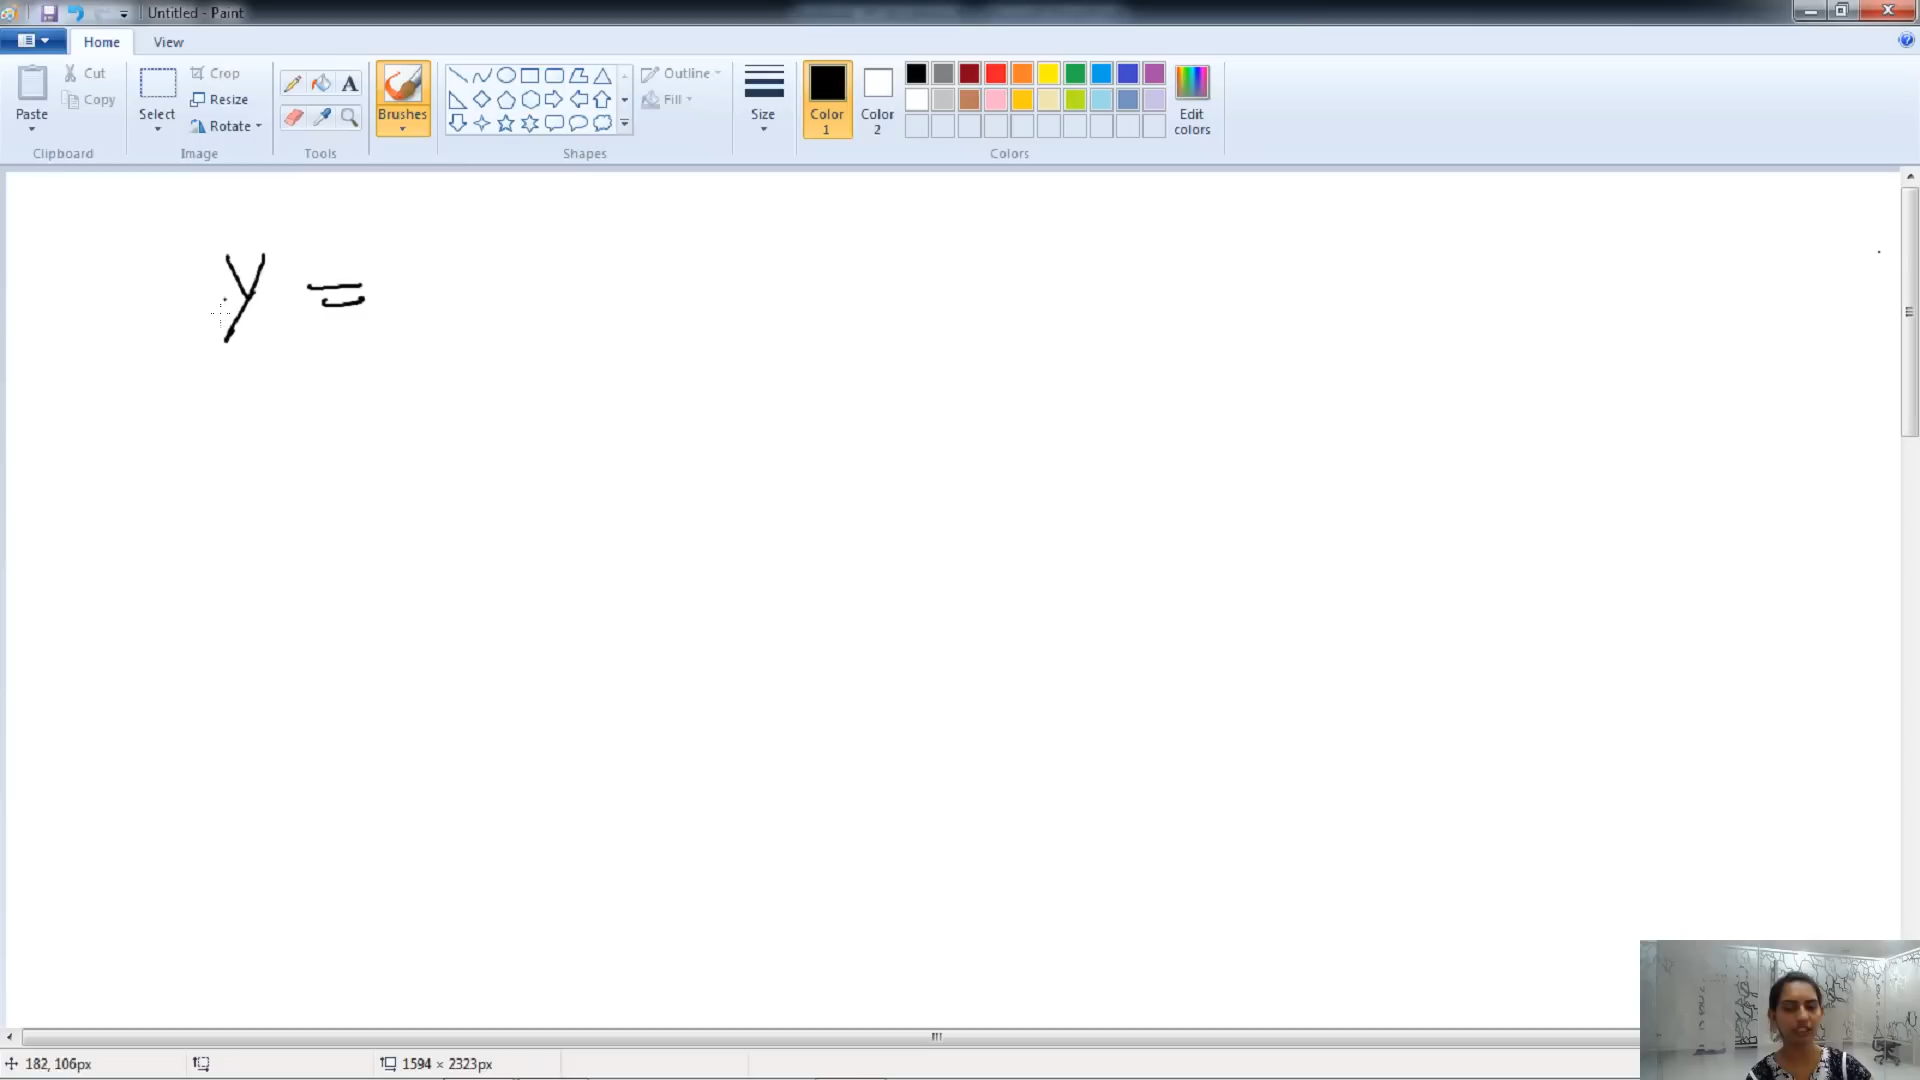 Untitled - Paint
Home View
Paste
Cut
Copy
Clipboard
Select
Crop
Resize
Rotate
Image
Tools
Brushes
Shapes
Outline
Fill
Size
Color 1
Color 2
Edit colors
Colors
y =
182, 106px
1594 × 2323px